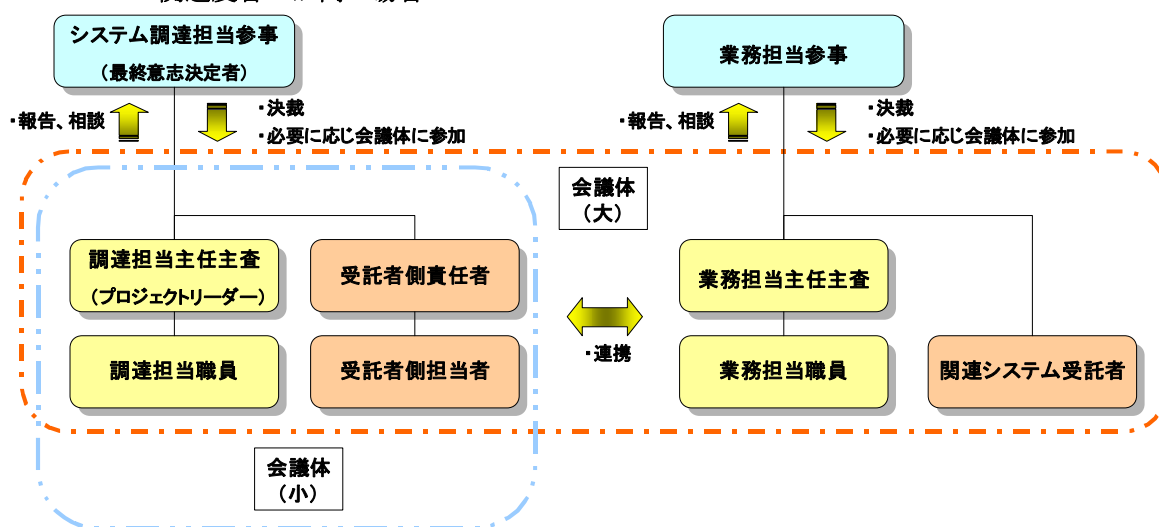 システム調達担当参事
（最終意志決定者）
業務担当参事
・報告、相談
・決裁
・必要に応じ会議体に参加
・報告、相談
・決裁
・必要に応じ会議体に参加
会議体
（大）
調達担当主任主査
（プロジェクトリーダー）
受託者側責任者
業務担当主任主査
・連携
調達担当職員
受託者側担当者
業務担当職員
関連システム受託者
会議体
（小）